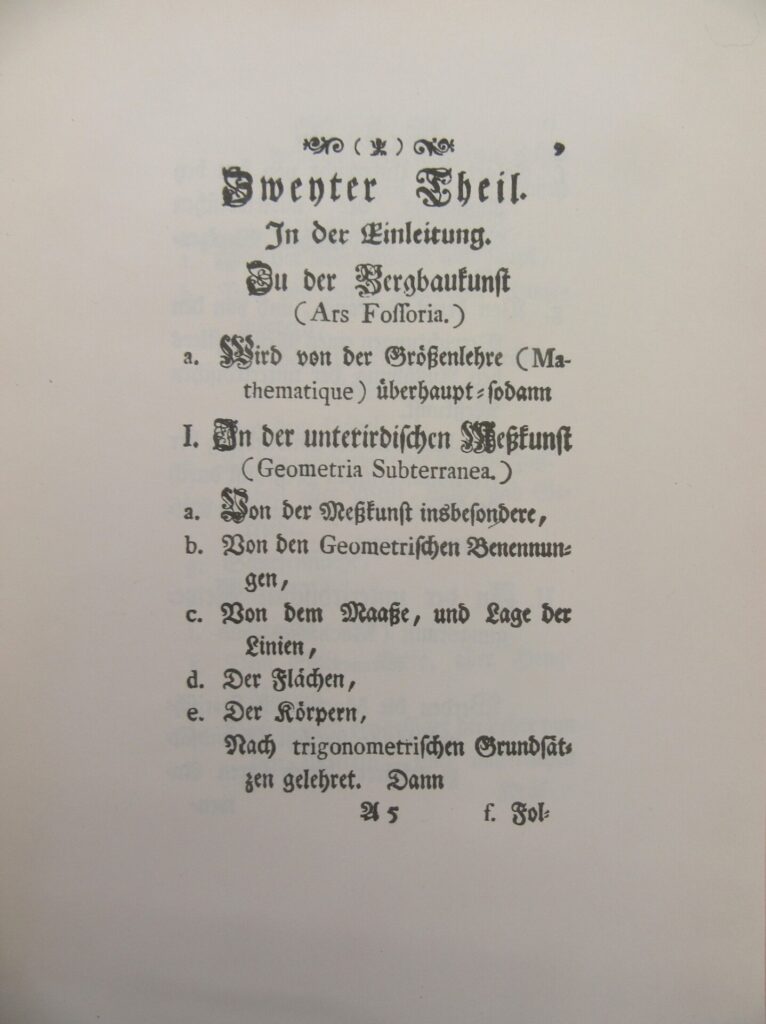 ( * ) 9
Zweyter Theil.
In der Einleitung.
Zu der Bergbaukunst
(Ars Fossoria.)
a. Wird von der Größenlehre (Ma-
thematique) überhaupt-sodann
I. In der unterirdischen Meßkunst
(Geometria Subterranea.)
a. Von der Meßkunst insbesondere,
b. Von den Geometrischen Benennun-
gen,
c. Von dem Maaße, und Lage der
Linien,
d. Der Flächen,
e. Der Körpern,
Nach trigonometrischen Grundsät-
zen gelehret. Dann
A 5 f. Fol-